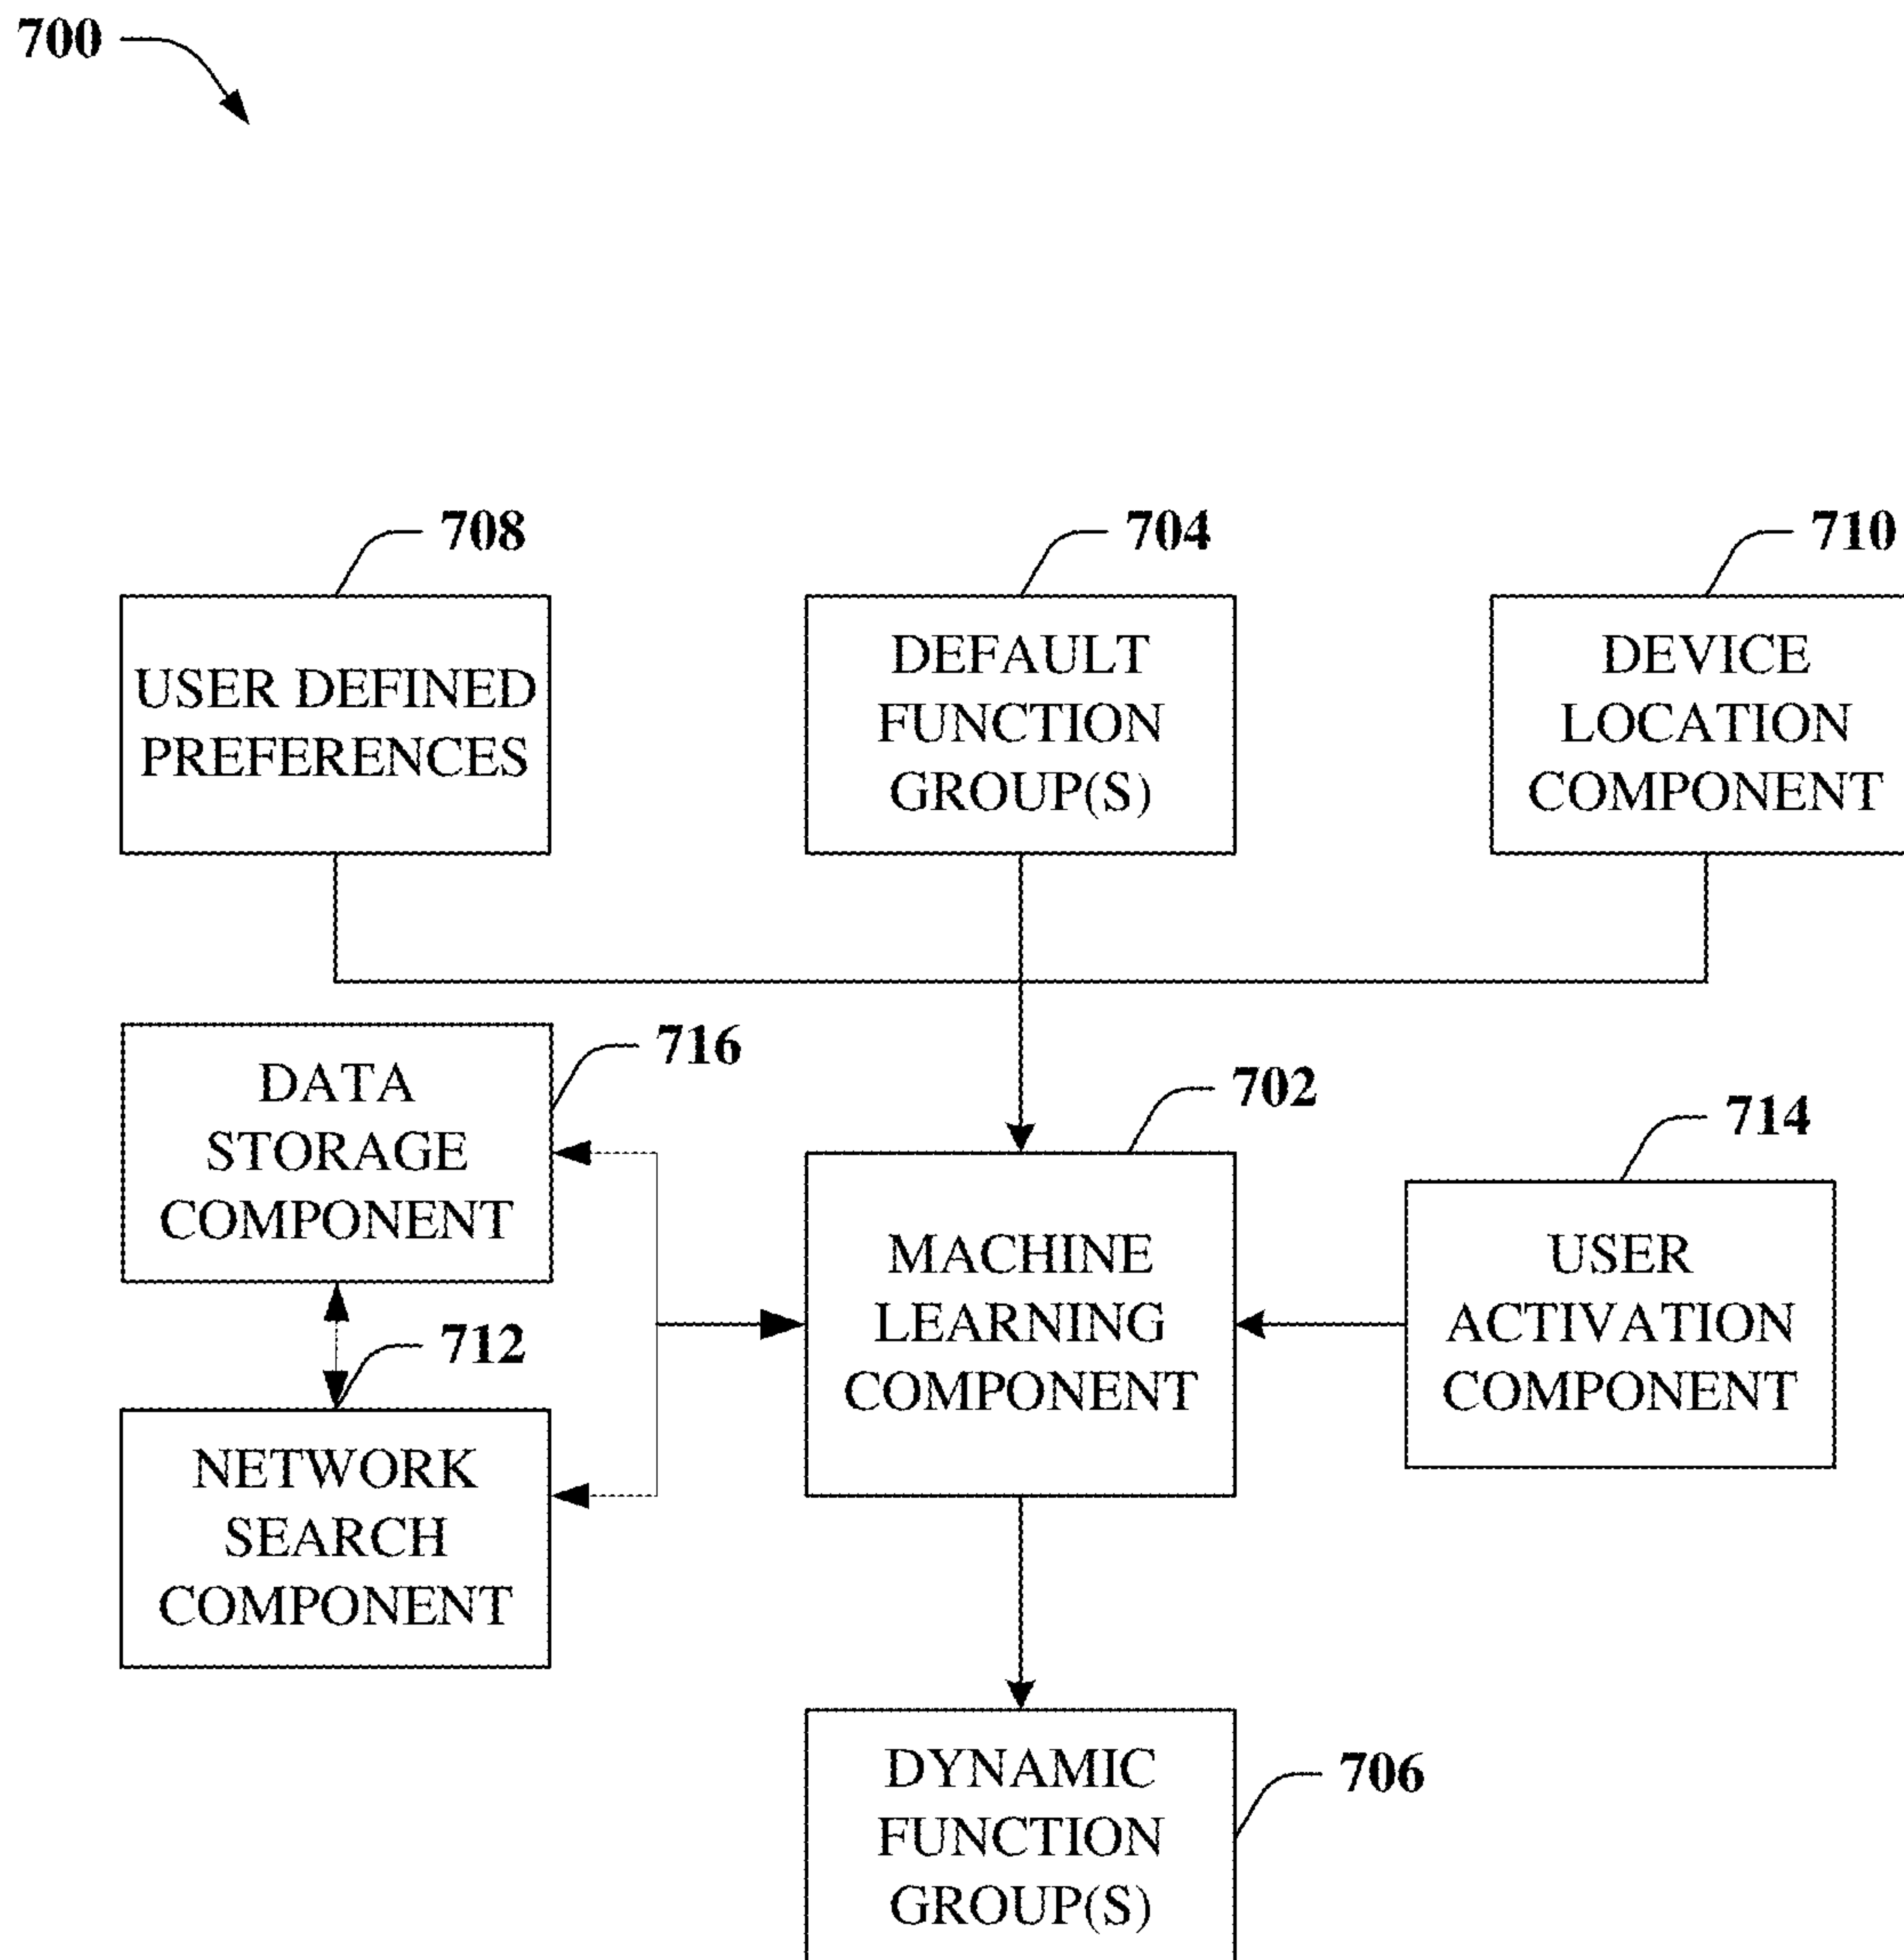 700
708
704
710
USER DEFINED
PREFERENCES
DEFAULT
FUNCTION
GROUP(S)
DEVICE
LOCATION
COMPONENT
716
DATA
STORAGE
COMPONENT
702
714
MACHINE
LEARNING
COMPONENT
USER
ACTIVATION
COMPONENT
712
NETWORK
SEARCH
COMPONENT
706
DYNAMIC
FUNCTION
GROUP(S)